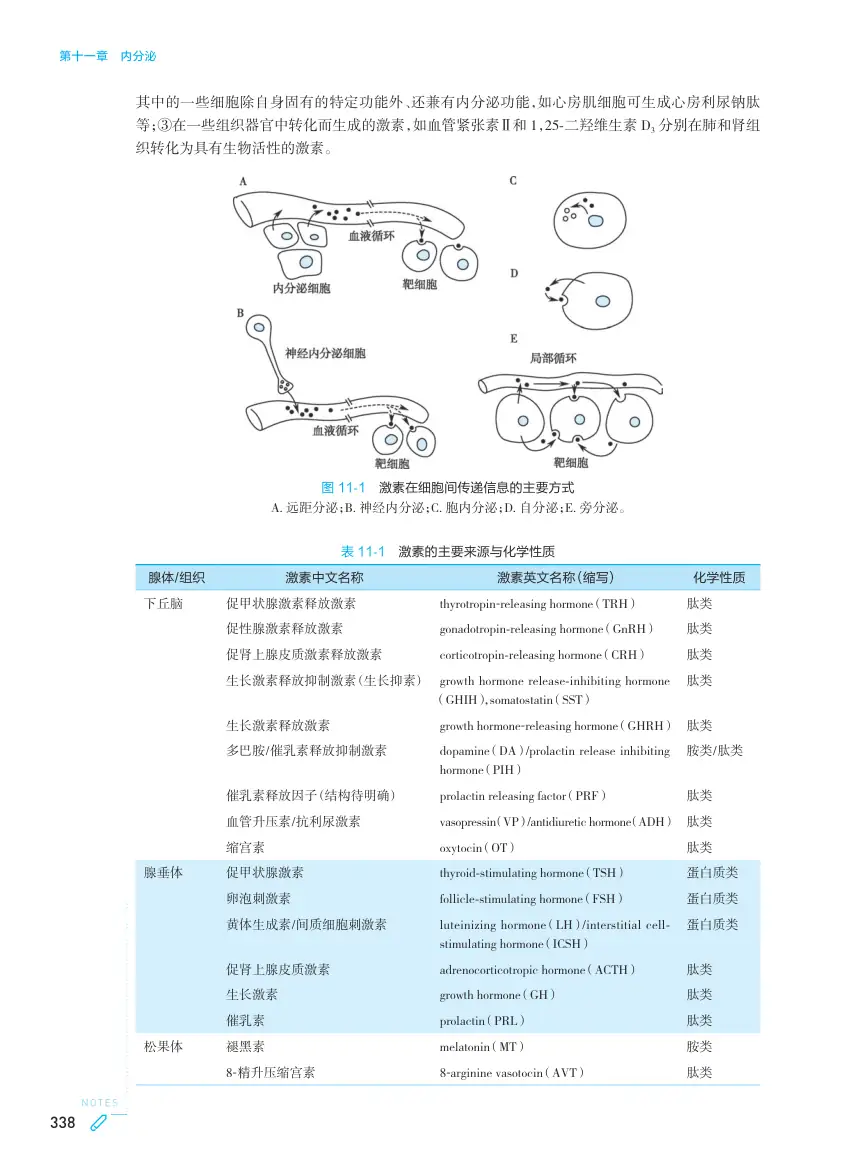 第十一章 内分泌
其中的一些细胞除自身固有的特定功能外、还兼有内分泌功能,如心房肌细胞可生成心房利尿钠肽
等;③在一些组织器官中转化而生成的激素,如血管紧张素Ⅱ和 1,25-二羟维生素 D₃ 分别在肺和肾组
织转化为具有生物活性的激素。
A
血液循环
内分泌细胞
靶细胞
B
神经内分泌细胞
血液循环
靶细胞
C
D
E
局部循环
靶细胞
图 11-1 激素在细胞间传递信息的主要方式
A. 远距分泌;B. 神经内分泌;C. 胞内分泌;D. 自分泌;E. 旁分泌。
表 11-1 激素的主要来源与化学性质
腺体/组织 激素中文名称 激素英文名称(缩写) 化学性质
下丘脑 促甲状腺激素释放激素 thyrotropin-releasing hormone(TRH) 肽类
促性腺激素释放激素 gonadotropin-releasing hormone(GnRH) 肽类
促肾上腺皮质激素释放激素 corticotropin-releasing hormone(CRH) 肽类
生长激素释放抑制激素(生长抑素) growth hormone release-inhibiting hormone 肽类
(GHIH),somatostatin(SST)
生长激素释放激素 growth hormone-releasing hormone(GHRH) 肽类
多巴胺/催乳素释放抑制激素 dopamine(DA)/prolactin release inhibiting 胺类/肽类
hormone(PIH)
催乳素释放因子(结构待明确) prolactin releasing factor(PRF) 肽类
血管升压素/抗利尿激素 vasopressin(VP)/antidiuretic hormone(ADH) 肽类
缩宫素 oxytocin(OT) 肽类
腺垂体 促甲状腺激素 thyroid-stimulating hormone(TSH) 蛋白质类
卵泡刺激素 follicle-stimulating hormone(FSH) 蛋白质类
黄体生成素/间质细胞刺激素 luteinizing hormone(LH)/interstitial cell- 蛋白质类
stimulating hormone(ICSH)
促肾上腺皮质激素 adrenocorticotropic hormone(ACTH) 肽类
生长激素 growth hormone(GH) 肽类
催乳素 prolactin(PRL) 肽类
松果体 褪黑素 melatonin(MT) 胺类
8-精升压缩宫素 8-arginine vasotocin(AVT) 肽类
NOTES
338